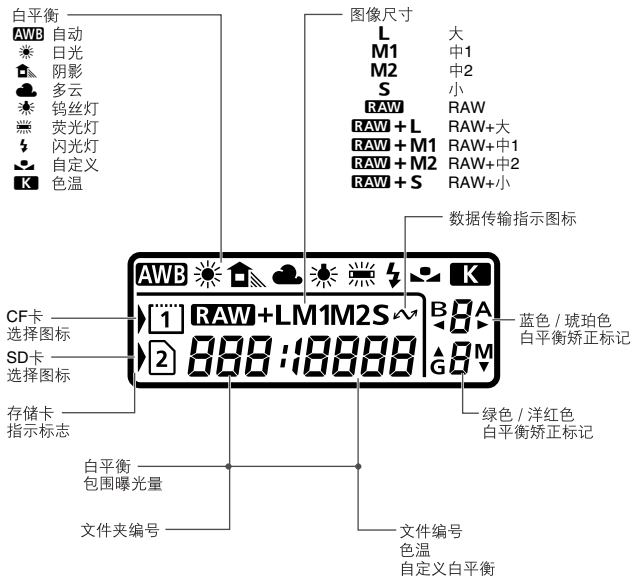 白平衡
AWB 自动
日光
阴影
多云
钨丝灯
荧光灯
闪光灯
自定义
K 色温
图像尺寸
L 大
M1 中1
M2 中2
S 小
RAW RAW
RAW+L RAW+大
RAW+M1 RAW+中1
RAW+M2 RAW+中2
RAW+S RAW+小
数据传输指示图标
AWB K
1 RAW+LM1M2S B 8 A
2 888:18888 G 8 M
CF卡
选择图标
SD卡
选择图标
存储卡
指示标志
蓝色 / 琥珀色
白平衡矫正标记
绿色 / 洋红色
白平衡矫正标记
白平衡
包围曝光量
文件夹编号
文件编号
色温
自定义白平衡